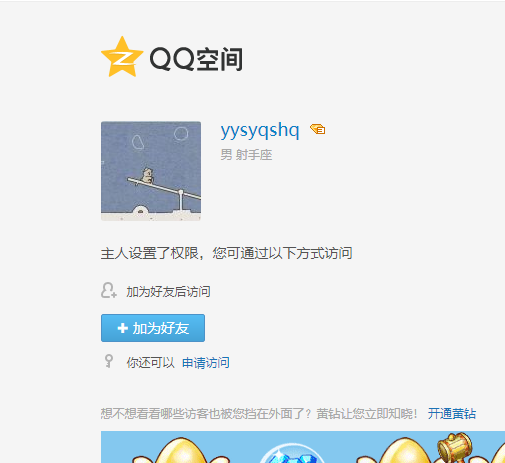 QQ空间
yysyqshq
男 射手座
主人设置了权限，您可通过以下方式访问
加为好友后访问
+ 加为好友
你还可以 申请访问
想不想看看哪些访客也被您挡在外面了？黄钻让您立即知晓！ 开通黄钻